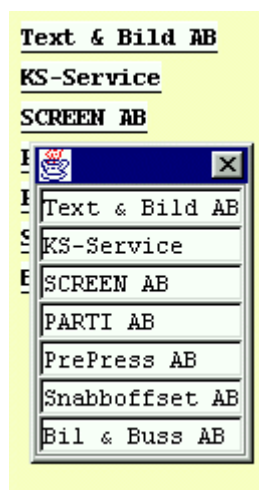 Text & Bild AB
KS-Service
SCREEN AB
Text & Bild AB
KS-Service
SCREEN AB
PARTI AB
PrePress AB
Snabboffset AB
Bil & Buss AB